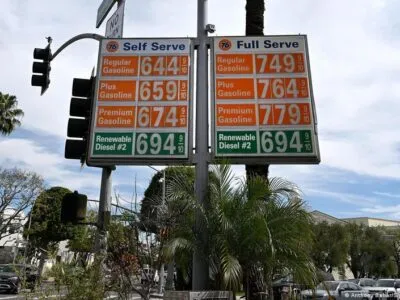 76 Self Serve
Regular Gasoline 644 9/10
Plus Gasoline 659 9/10
Premium Gasoline 674 9/10
Renewable Diesel #2 694 9/10
76 Full Serve
Regular Gasoline 749 9/10
Plus Gasoline 764 9/10
Premium Gasoline 779 9/10
Renewable Diesel #2 694 9/10
NO